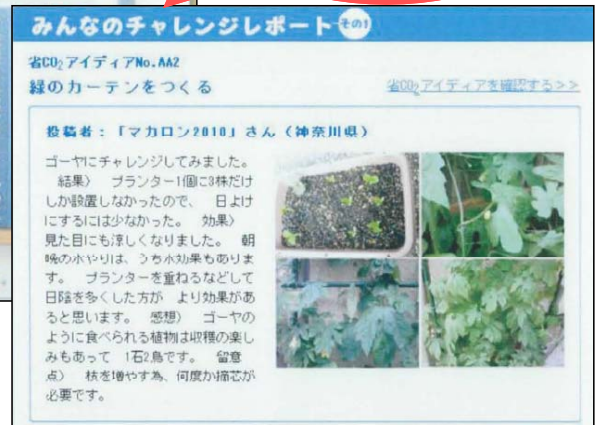 みんなのチャレンジレポート その1
省CO₂アイディアNo.AA2
緑のカーテンをつくる
省CO₂アイディアを確認する>>
投稿者：「マカロン2010」さん（神奈川県）
ゴーヤにチャレンジしてみました。
結果） プランター1個に3株だけ
しか設置しなかったので、 日よけ
にするには少なかった。 効果）
見た目にも涼しくなりました。 朝
晩の水やりは、うち水効果もありま
す。 プランターを重ねるなどして
日陰を多くした方が より効果があ
ると思います。 感想） ゴーヤの
ように食べられる植物は収穫の楽し
みもあって 1石2鳥です。 留意
点） 枝を増やす為、何度か摘芯が
必要です。